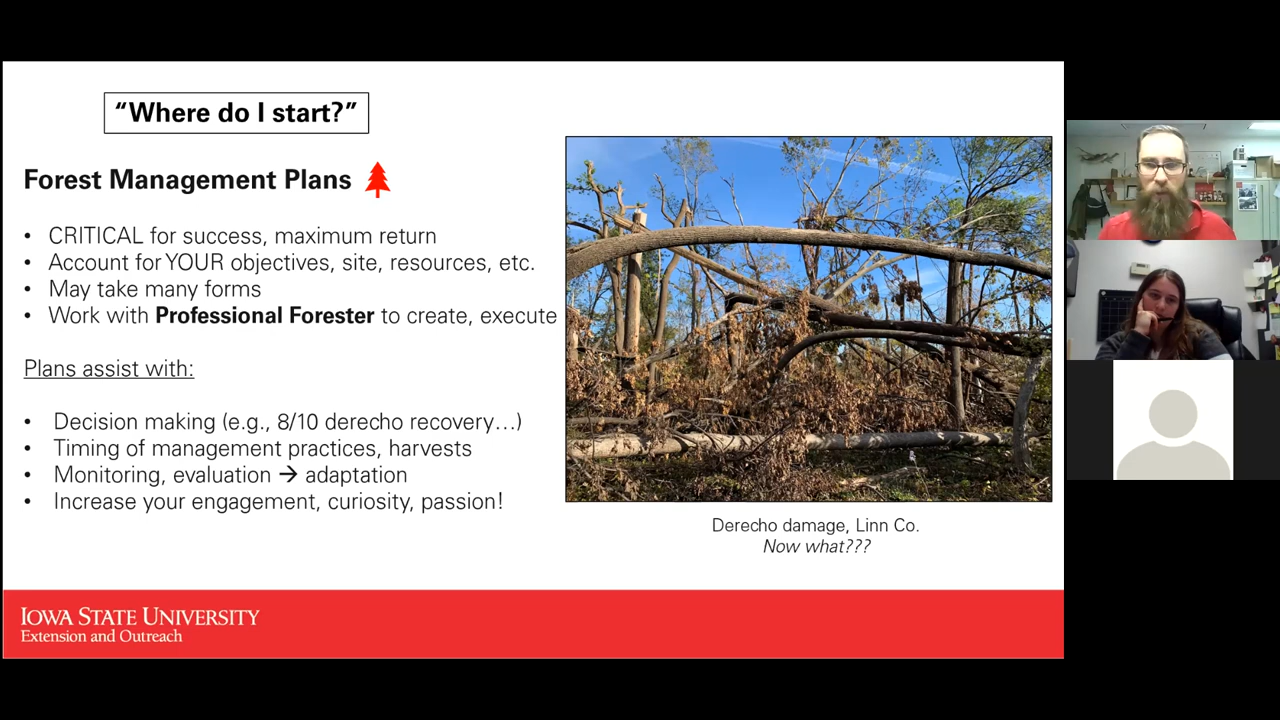 “Where do I start?”
Forest Management Plans
• CRITICAL for success, maximum return
• Account for YOUR objectives, site, resources, etc.
• May take many forms
• Work with Professional Forester to create, execute
Plans assist with:
• Decision making (e.g., 8/10 derecho recovery…)
• Timing of management practices, harvests
• Monitoring, evaluation → adaptation
• Increase your engagement, curiosity, passion!
Derecho damage, Linn Co.
Now what???
IOWA STATE UNIVERSITY
Extension and Outreach